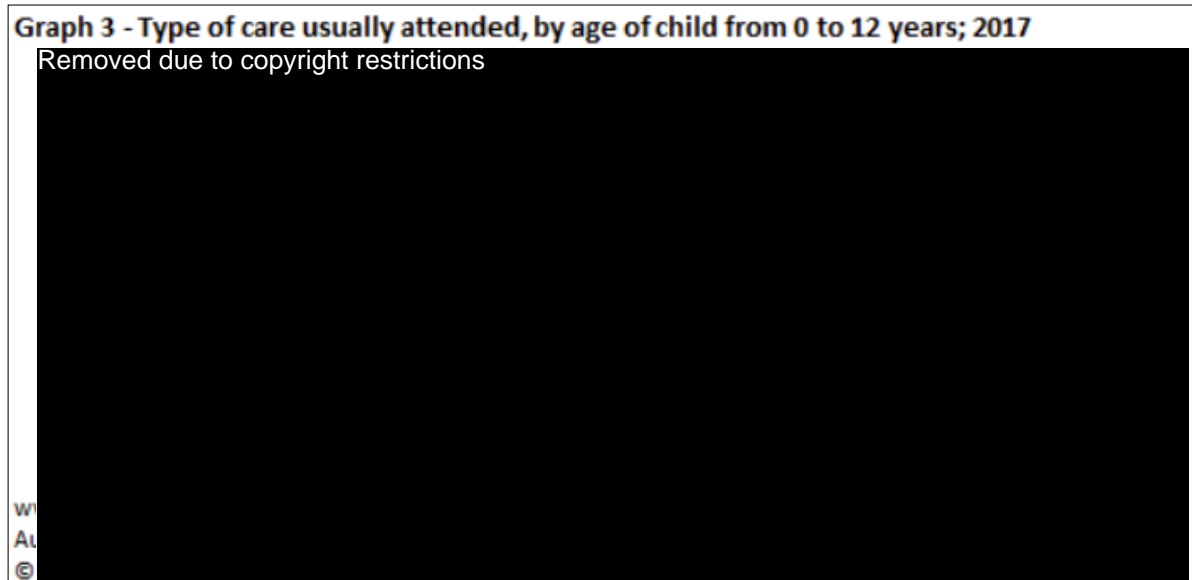 Graph 3 - Type of care usually attended, by age of child from 0 to 12 years; 2017
Removed due to copyright restrictions
©